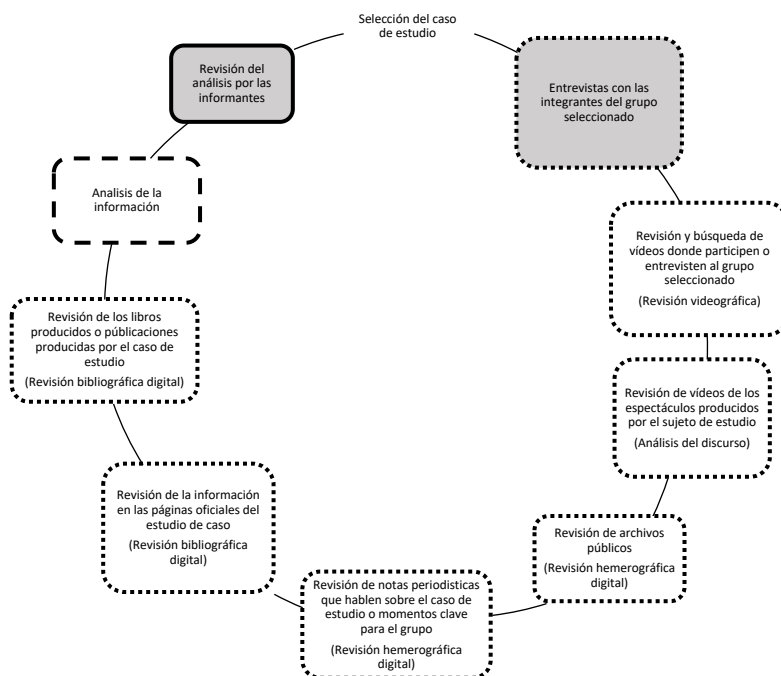 Selección del caso
de estudio
Entrevistas con las
integrantes del grupo
seleccionado
Revisión y búsqueda de
vídeos donde participen o
entrevisten al grupo
seleccionado
(Revisión videográfica)
Revisión de vídeos de los
espectáculos producidos
por el sujeto de estudio
(Análisis del discurso)
Revisión de archivos
públicos
(Revisión hemerográfica
digital)
Revisión de notas periodisticas
que hablen sobre el caso de
estudio o momentos clave
para el grupo
(Revisión hemerográfica
digital)
Revisión de la información
en las páginas oficiales del
estudio de caso
(Revisión bibliográfica
digital)
Revisión de los libros
producidos o públicaciones
producidas por el caso de
estudio
(Revisión bibliográfica digital)
Analisis de la
información
Revisión del
análisis por las
informantes